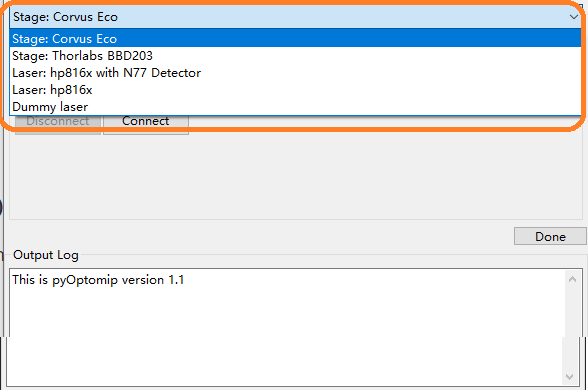 Stage: Corvus Eco
Stage: Corvus Eco
Stage: Thorlabs BBD203
Laser: hp816x with N77 Detector
Laser: hp816x
Dummy laser
Disconnect Connect
Done
Output Log
This is pyOptomip version 1.1